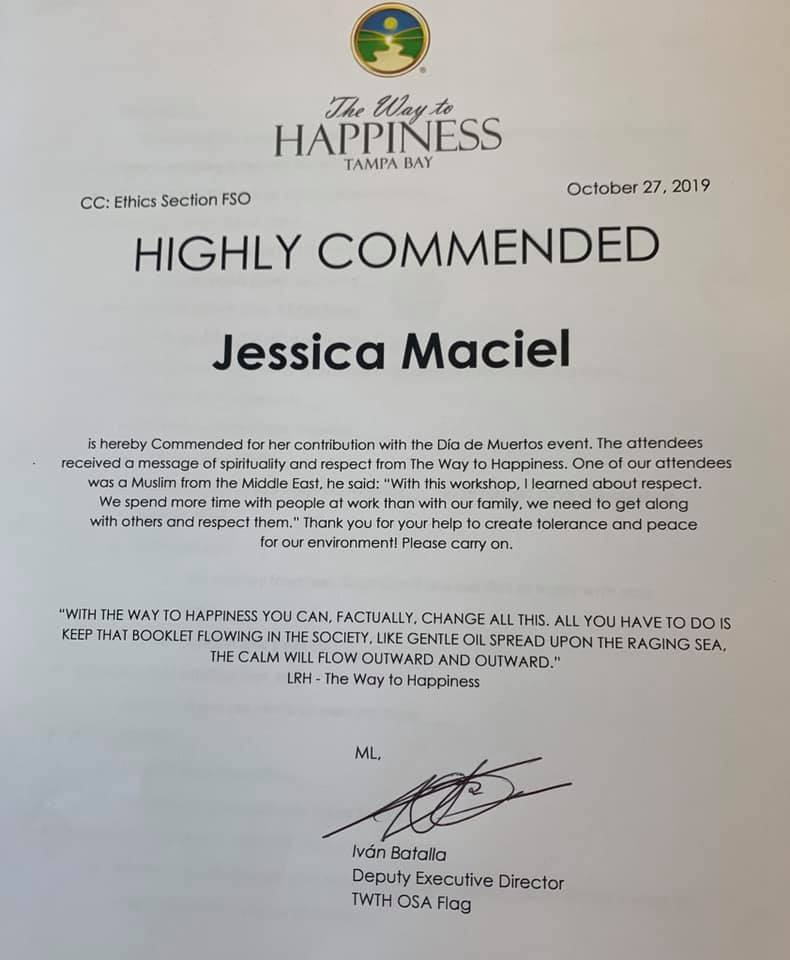 The Way to
HAPPINESS
TAMPA BAY
CC: Ethics Section FSO
October 27, 2019
HIGHLY COMMENDED
Jessica Maciel
is hereby Commended for her contribution with the Día de Muertos event. The attendees
received a message of spirituality and respect from The Way to Happiness. One of our attendees
was a Muslim from the Middle East, he said: “With this workshop, I learned about respect.
We spend more time with people at work than with our family, we need to get along
with others and respect them.” Thank you for your help to create tolerance and peace
for our environment! Please carry on.
“WITH THE WAY TO HAPPINESS YOU CAN, FACTUALLY, CHANGE ALL THIS. ALL YOU HAVE TO DO IS
KEEP THAT BOOKLET FLOWING IN THE SOCIETY, LIKE GENTLE OIL SPREAD UPON THE RAGING SEA,
THE CALM WILL FLOW OUTWARD AND OUTWARD.”
LRH - The Way to Happiness
ML,
Iván Batalla
Deputy Executive Director
TWTH OSA Flag